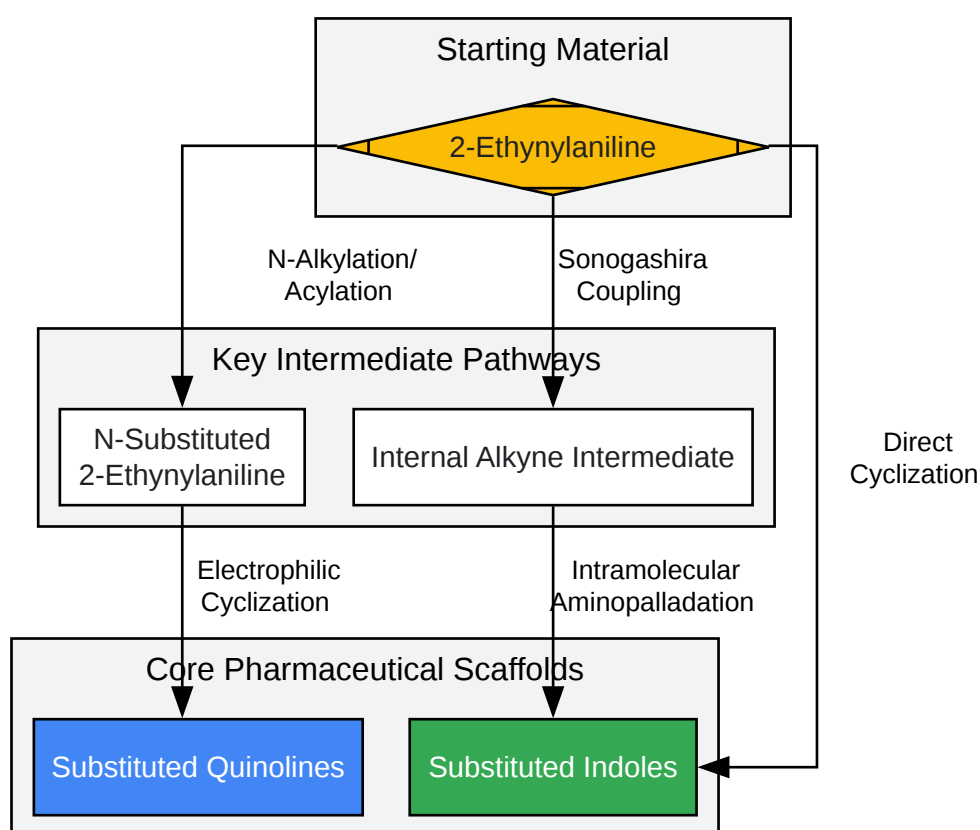 Starting Material
2-Ethynylaniline
N-Alkylation/
Acylation
Sonogashira
Coupling
Key Intermediate Pathways
N-Substituted
2-Ethynylaniline
Internal Alkyne Intermediate
Direct
Cyclization
Electrophilic
Cyclization
Intramolecular
Aminopalladation
Core Pharmaceutical Scaffolds
Substituted Quinolines
Substituted Indoles